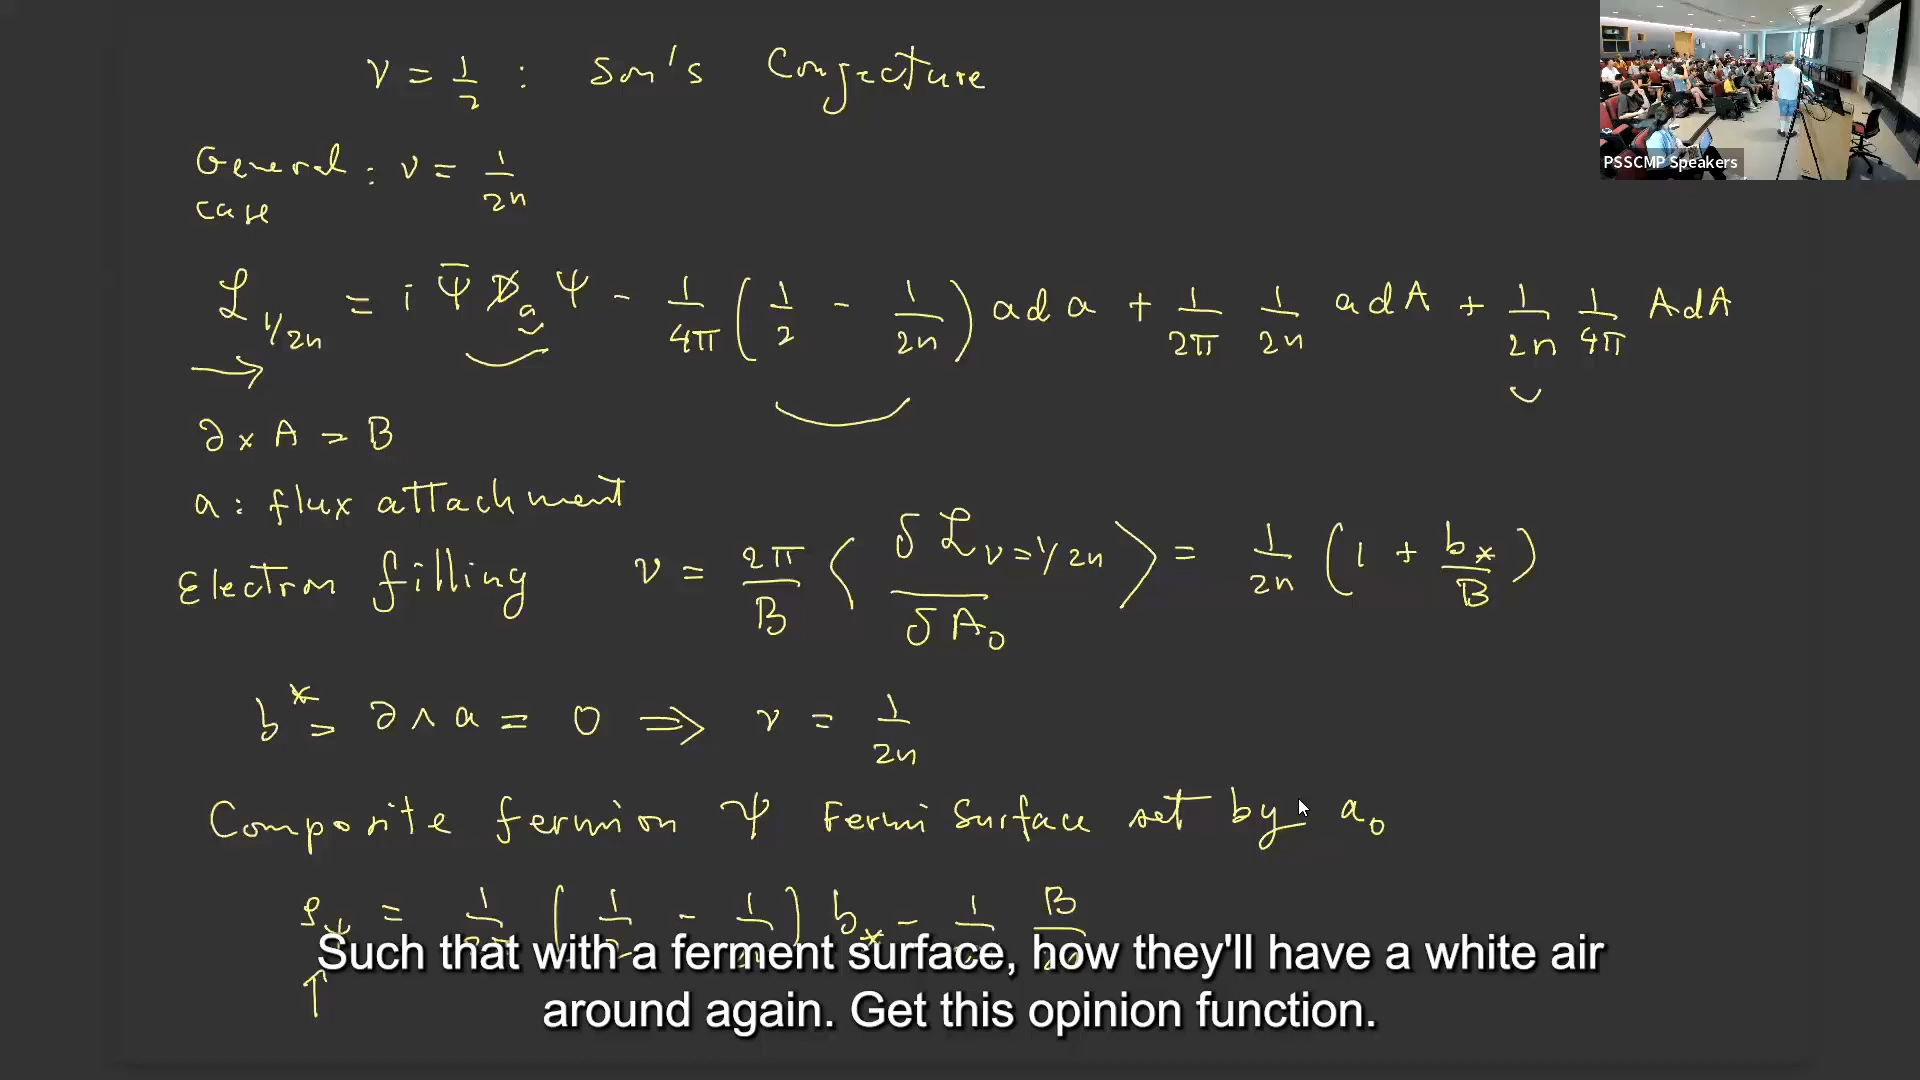 ν = 1/2 : Son's Conjecture
PSSCMP Speakers
General case : ν = 1/2n
ℒ_{1/2n} = i Ψ̄ D̸_a Ψ - 1/4π (1/2 - 1/2n) a d a + 1/2π 1/2n a d A + 1/2n 1/4π A d A
∂ × A = B
a : flux attachment
Electron filling ν = 2π/B ⟨ δℒ_{ν=1/2n} / δA_0 ⟩ = 1/2n (1 + b_*/B)
b^* = ∂ ∧ a = 0 ⟹ ν = 1/2n
Composite fermion ψ Fermi Surface set by a_0
Such that with a ferment surface, how they'll have a white air
around again. Get this opinion function.